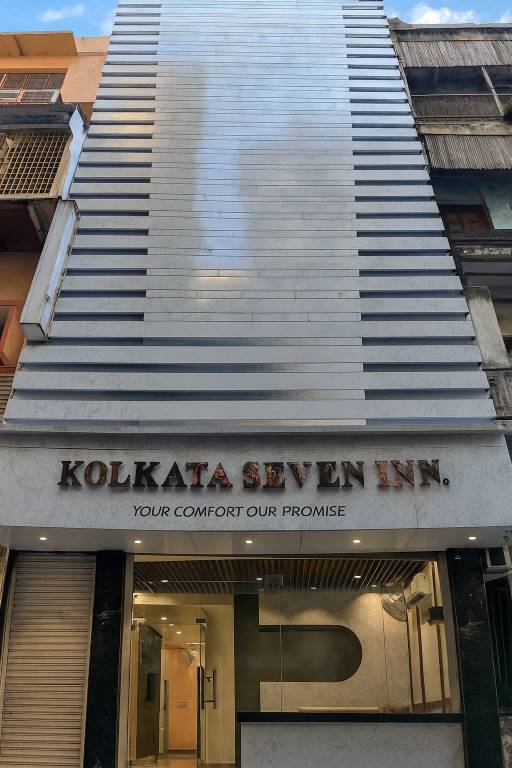 KOLKATA SEVEN INN.
YOUR COMFORT OUR PROMISE